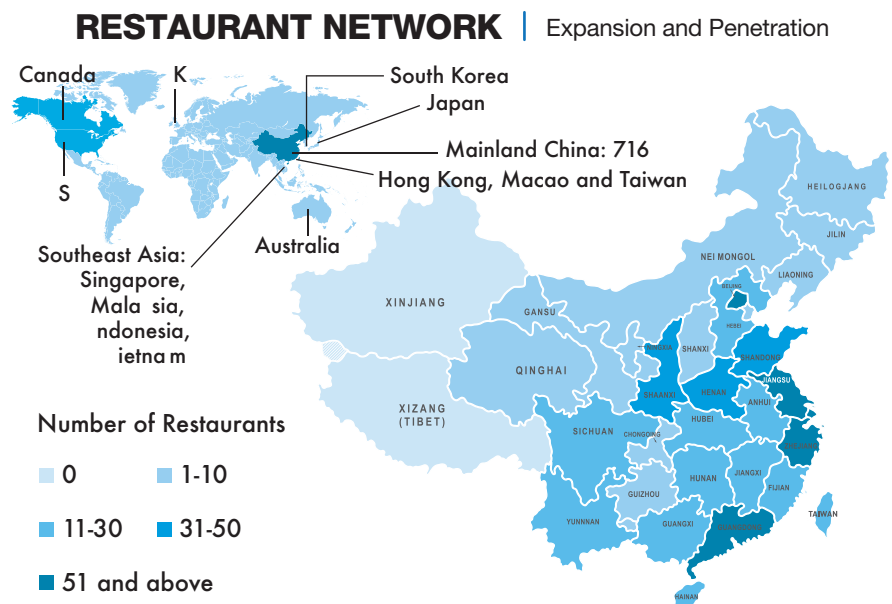 RESTAURANT NETWORK | Expansion and Penetration
Canada
K
South Korea
Japan
Mainland China: 716
Hong Kong, Macao and Taiwan
S
Australia
Southeast Asia:
Singapore,
Mala sia,
ndonesia,
ietna m
HEILOGJANG
JILIN
NEI MONGOL
LIAONING
BEIJING
HEBEI
XINJIANG
GANSU
NINGXIA
SHANXI
SHANDONG
QINGHAI
SHAANXI
HENAN
JIANGSU
ANHUI
XIZANG
(TIBET)
SICHUAN
CHONGQING
HUBEI
HUNAN
JIANGXI
GUIZHOU
FIJIAN
YUNNNAN
GUANGXI
TAIWAN
HAINAN
Number of Restaurants
0
1-10
11-30
31-50
51 and above